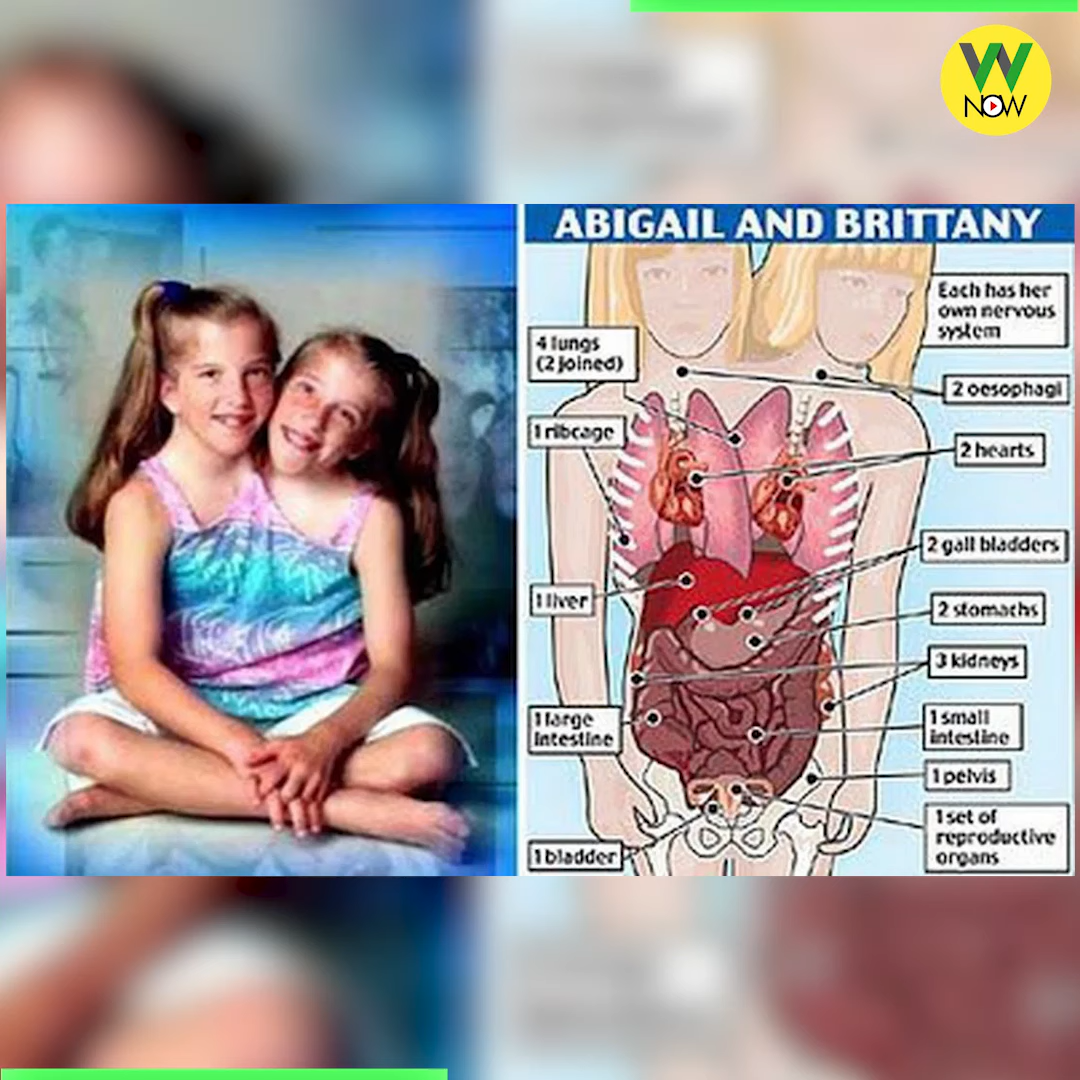 W
NOW
ABIGAIL AND BRITTANY
Each has her
own nervous
system
4 lungs
(2 joined)
2 oesophagi
1 ribcage
2 hearts
2 gall bladders
1 liver
2 stomachs
3 kidneys
1 large
intestine
1 small
intestine
1 pelvis
1 set of
reproductive
organs
1 bladder